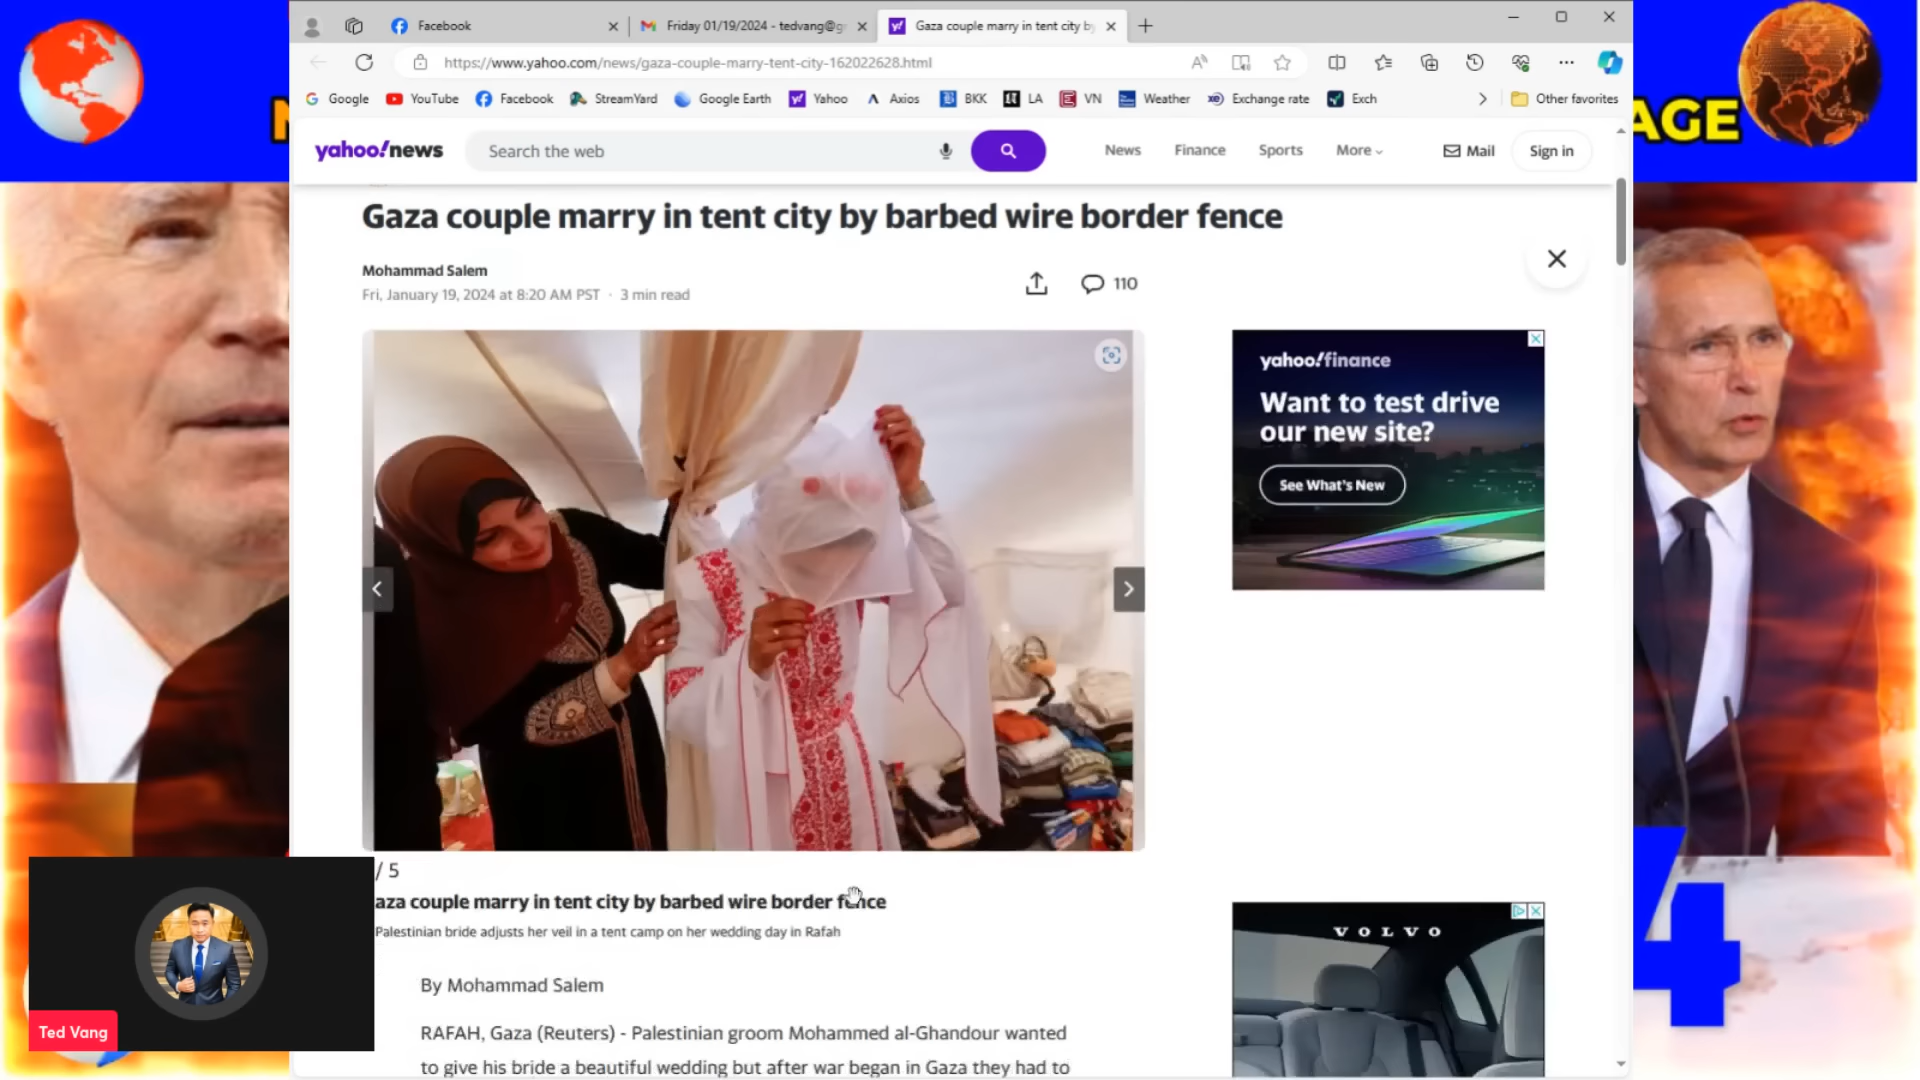 Facebook
Friday 01/19/2024 - tedvang@g
Gaza couple marry in tent city by
https://www.yahoo.com/news/gaza-couple-marry-tent-city-162022628.html
Google YouTube Facebook StreamYard Google Earth Yahoo Axios BKK LA VN Weather Exchange rate Exch Other favorites
AGE
yahoo!news
Search the web
News Finance Sports More Mail Sign in
Gaza couple marry in tent city by barbed wire border fence
Mohammad Salem
Fri, January 19, 2024 at 8:20 AM PST · 3 min read
110
yahoo!finance
Want to test drive
our new site?
See What's New
/ 5
aza couple marry in tent city by barbed wire border fence
Palestinian bride adjusts her veil in a tent camp on her wedding day in Rafah
VOLVO
By Mohammad Salem
RAFAH, Gaza (Reuters) - Palestinian groom Mohammed al-Ghandour wanted
to give his bride a beautiful wedding but after war began in Gaza they had to
Ted Vang
4